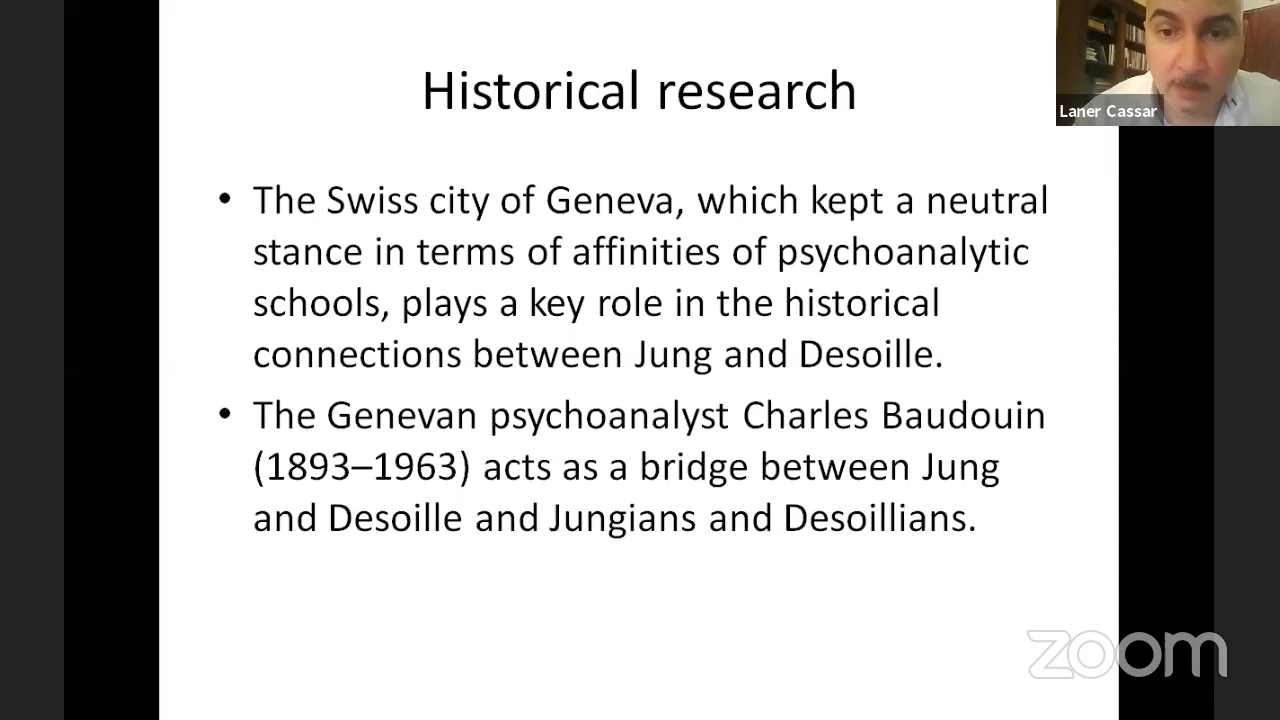 Historical research
Laner Cassar
• The Swiss city of Geneva, which kept a neutral
stance in terms of affinities of psychoanalytic
schools, plays a key role in the historical
connections between Jung and Desoille.
• The Genevan psychoanalyst Charles Baudouin
(1893–1963) acts as a bridge between Jung
and Desoille and Jungians and Desoillians.
zoom